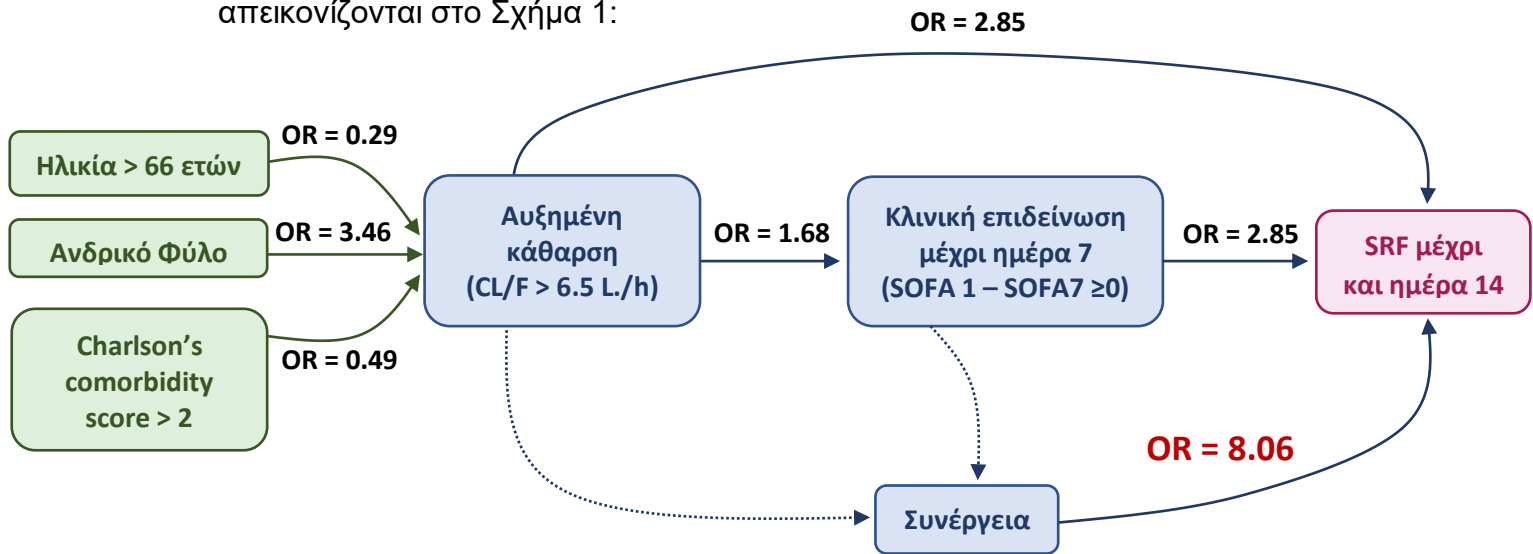 απεικονίζονται στο Σχήμα 1:
OR = 2.85
OR = 0.29
Ηλικία > 66 ετών
Ανδρικό Φύλο
OR = 3.46
Charlson’s
comorbidity
score > 2
OR = 0.49
Αυξημένη
κάθαρση
(CL/F > 6.5 L./h)
OR = 1.68
Κλινική επιδείνωση
μέχρι ημέρα 7
(SOFA 1 – SOFA7 ≥0)
OR = 2.85
SRF μέχρι
και ημέρα 14
OR = 8.06
Συνέργεια